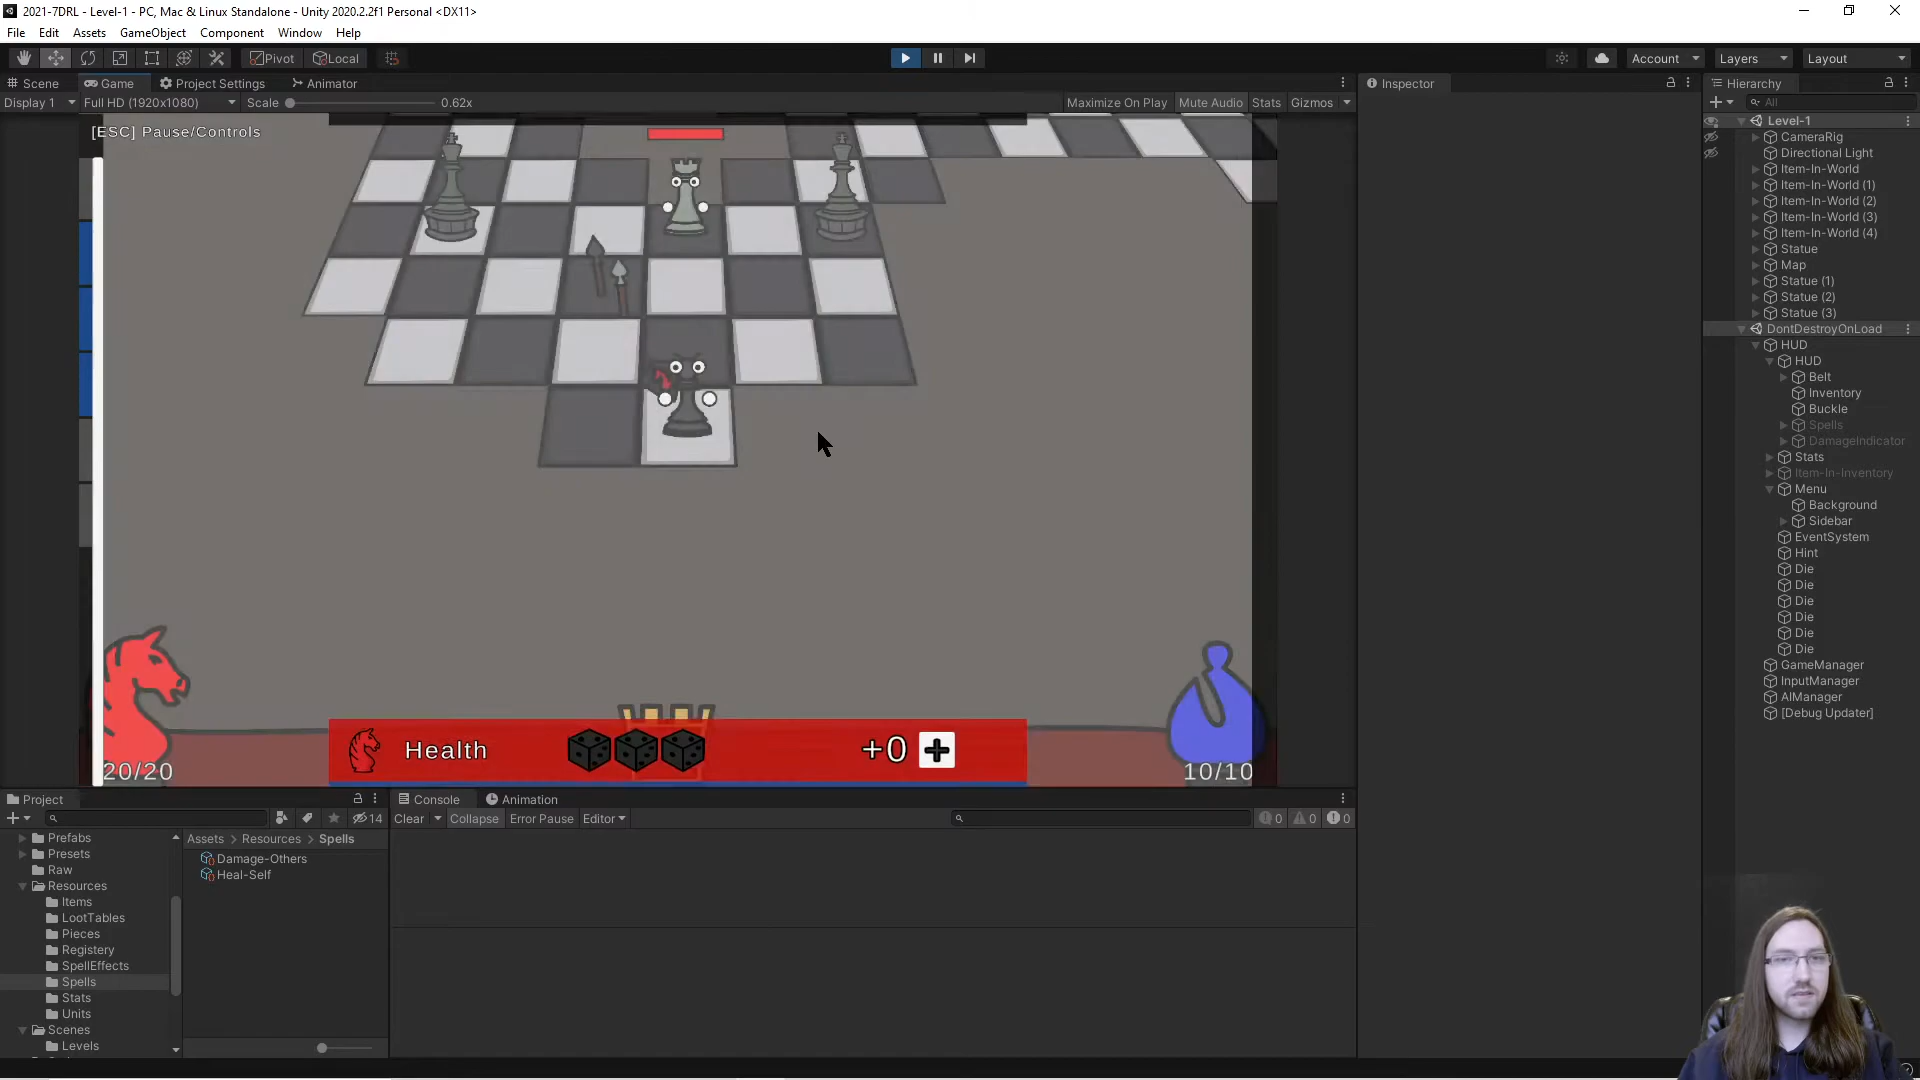 2021-7DRL - Level-1 - PC, Mac & Linux Standalone - Unity 2020.2.2f1 Personal <DX11>
File Edit Assets GameObject Component Window Help
Pivot Local
Account Layers Layout
Scene Game Project Settings Animator
Display 1 Full HD (1920x1080) Scale 0.62x Maximize On Play Mute Audio Stats Gizmos
[ESC] Pause/Controls
Health +0
20/20
10/10
Inspector
Hierarchy
All
Level-1
CameraRig
Directional Light
Item-In-World
Item-In-World (1)
Item-In-World (2)
Item-In-World (3)
Item-In-World (4)
Statue
Map
Statue (1)
Statue (2)
Statue (3)
DontDestroyOnLoad
HUD
HUD
Belt
Inventory
Buckle
Spells
DamageIndicator
Stats
Item-In-Inventory
Menu
Background
Sidebar
EventSystem
Hint
Die
Die
Die
Die
Die
Die
GameManager
InputManager
AIManager
[Debug Updater]
Project
14
Prefabs
Presets
Raw
Resources
Items
LootTables
Pieces
Registery
SpellEffects
Spells
Stats
Units
Scenes
Levels
Assets > Resources > Spells
Damage-Others
Heal-Self
Console Animation
Clear Collapse Error Pause Editor
0 0 0